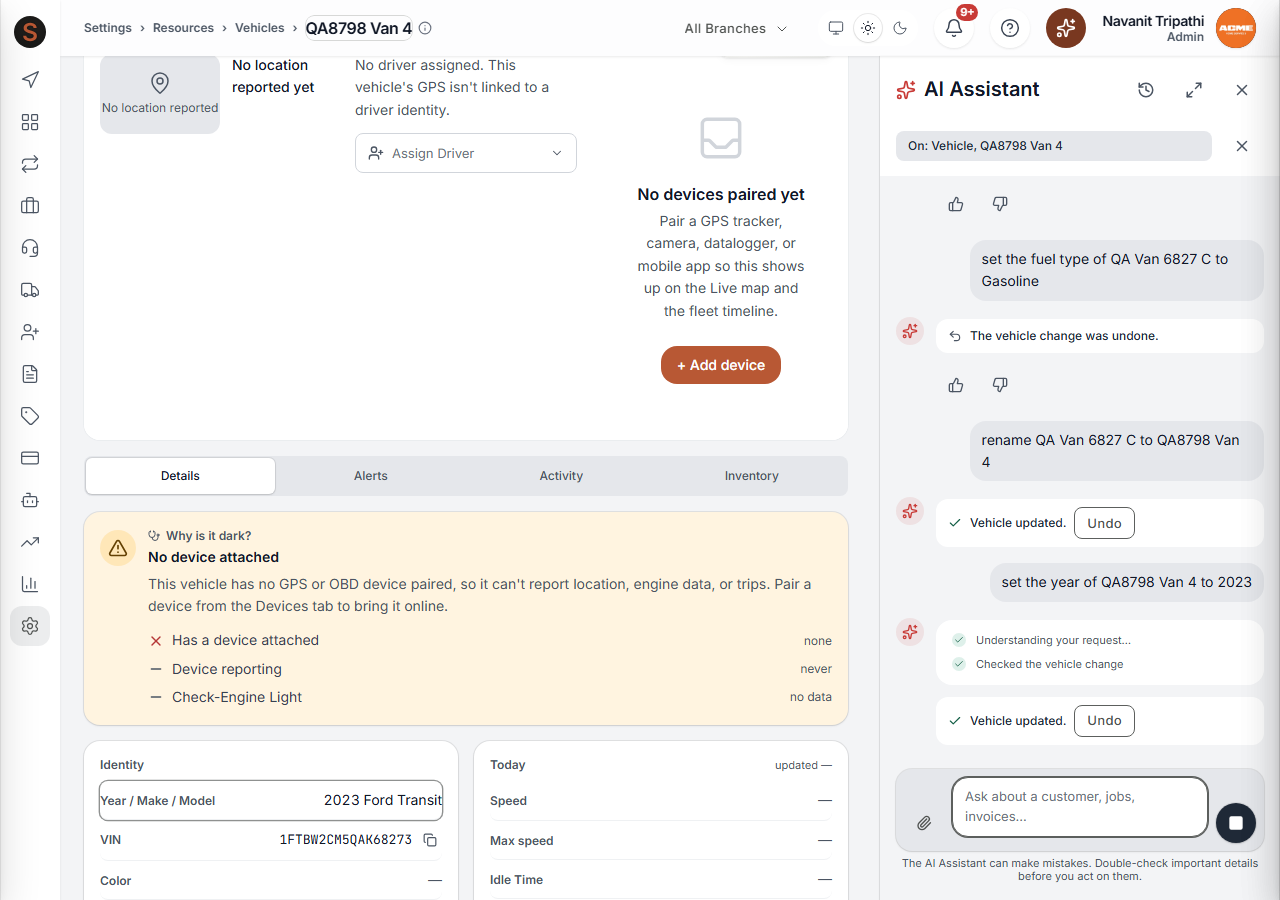 S
Settings › Resources › Vehicles › QA8798 Van 4
All Branches
9+
Navanit Tripathi
Admin
ACME
No location reported
No location
reported yet
No driver assigned. This
vehicle's GPS isn't linked to a
driver identity.
Assign Driver
No devices paired yet
Pair a GPS tracker,
camera, datalogger, or
mobile app so this shows
up on the Live map and
the fleet timeline.
+ Add device
Details
Alerts
Activity
Inventory
Why is it dark?
No device attached
This vehicle has no GPS or OBD device paired, so it can't report location, engine data, or trips. Pair a
device from the Devices tab to bring it online.
Has a device attached none
Device reporting never
Check-Engine Light no data
Identity
Year / Make / Model 2023 Ford Transit
VIN 1FTBW2CM5QAK68273
Color —
Today updated —
Speed —
Max speed —
Idle Time —
AI Assistant
On: Vehicle, QA8798 Van 4
set the fuel type of QA Van 6827 C to
Gasoline
The vehicle change was undone.
rename QA Van 6827 C to QA8798 Van
4
Vehicle updated. Undo
set the year of QA8798 Van 4 to 2023
Understanding your request...
Checked the vehicle change
Vehicle updated. Undo
Ask about a customer, jobs,
invoices...
The AI Assistant can make mistakes. Double-check important details
before you act on them.